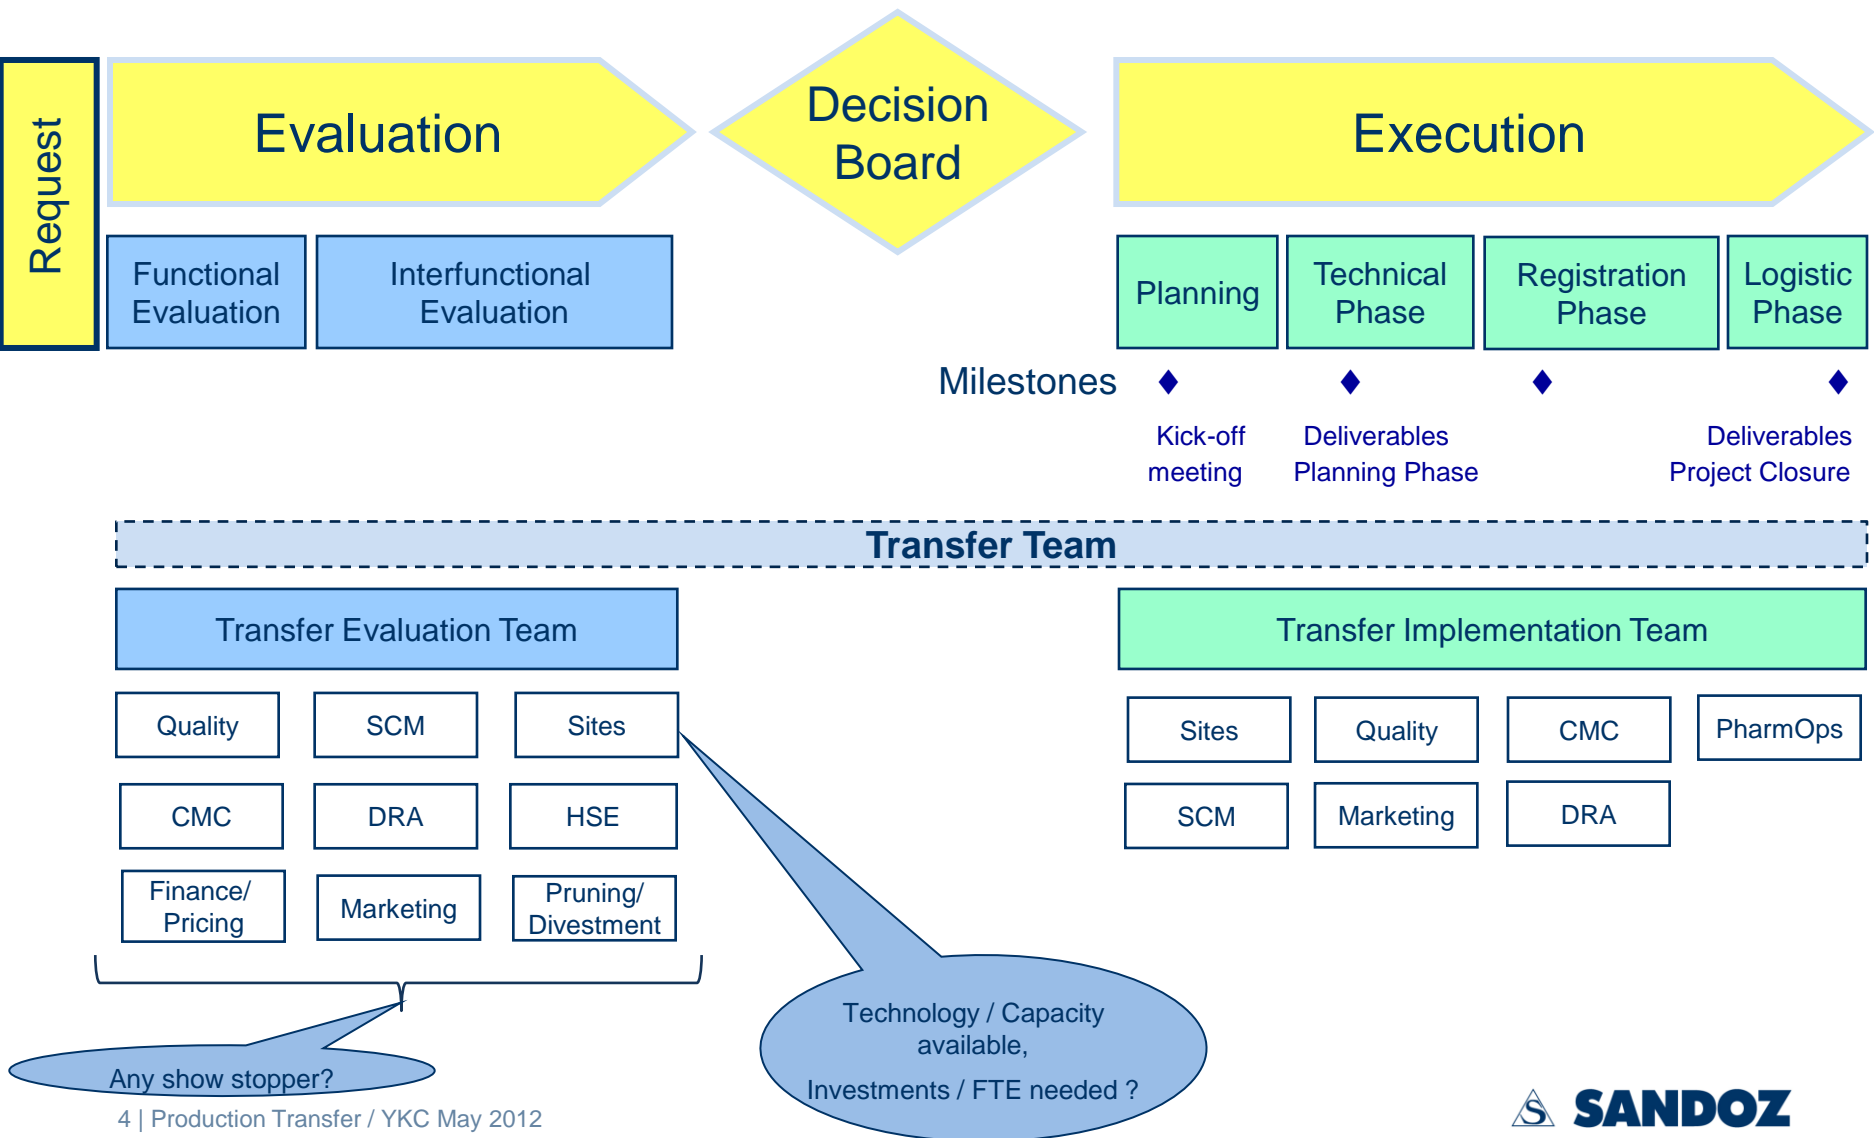 Request
Evaluation
Decision
Board
Execution
Functional
Evaluation
Interfunctional
Evaluation
Planning
Technical
Phase
Registration
Phase
Logistic
Phase
Milestones
Kick-off
meeting
Deliverables
Planning Phase
Deliverables
Project Closure
Transfer Team
Transfer Evaluation Team
Transfer Implementation Team
Quality
SCM
Sites
CMC
DRA
HSE
Finance/
Pricing
Marketing
Pruning/
Divestment
Sites
Quality
CMC
PharmOps
SCM
Marketing
DRA
Any show stopper?
Technology / Capacity
available,
Investments / FTE needed ?
4 | Production Transfer / YKC May 2012
S SANDOZ